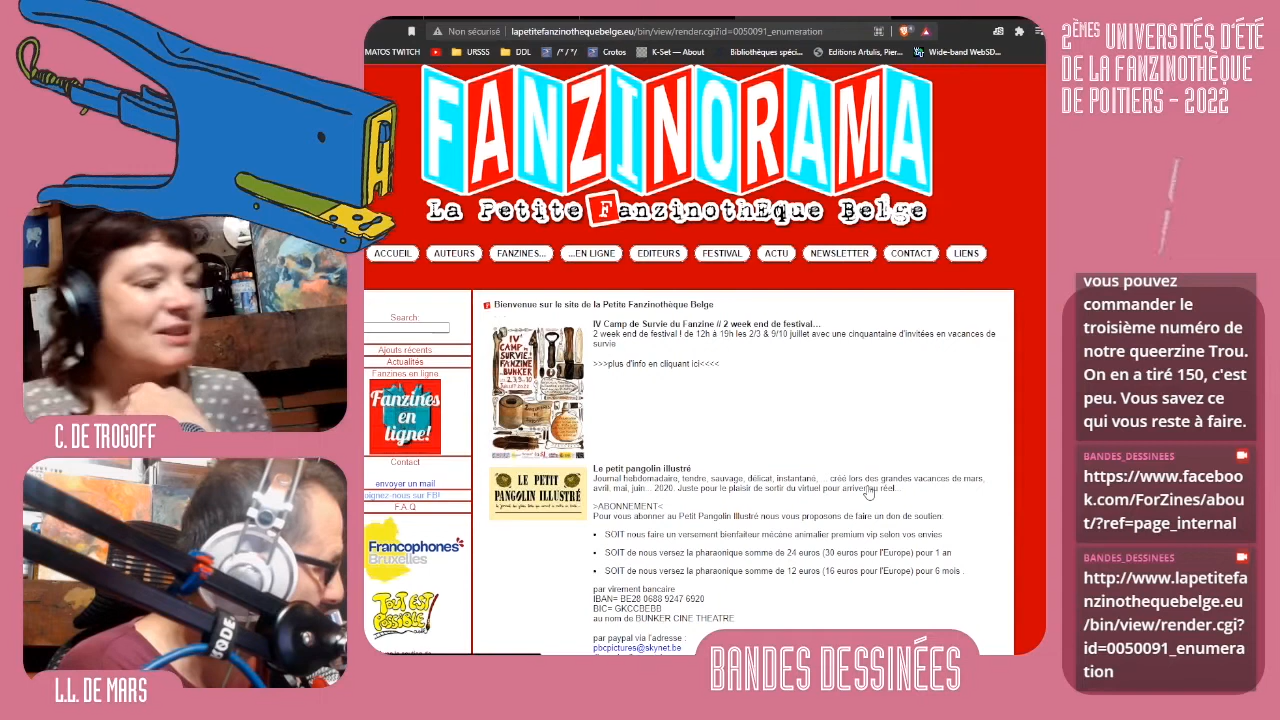 2ÈMES UNIVERSITÉS D'ÉTÉ
DE LA FANZINOTHÈQUE
DE POITIERS - 2022
Non sécurisé
lapetitefanzinothequebelge.eu/bin/view/render.cgi?id=0050091_enumeration
MATOS TWITCH
URSSS
DDL
/*'/*/
Crotos
K-Set — About
Bibliothèques spéci...
Editions Artulis, Pier...
Wide-band WebSD...
FANZINORAMA
La Petite FanzinothEque Belge
ACCUEIL
AUTEURS
FANZINES...
...EN LIGNE
EDITEURS
FESTIVAL
ACTU
NEWSLETTER
CONTACT
LIENS
Search:
Ajouts récents
Actualités
Fanzines en ligne
Fanzines
en
ligne!
Contact
envoyer un mail
oignez-nous sur FB!
F.A.Q
Francophones
Bruxelles
TOUT EST
POSSIBLE
Bienvenue sur le site de la Petite Fanzinothèque Belge
IV CAMP
SURVIE
FANZINE
BUNKER
IV Camp de Survie du Fanzine // 2 week end de festival...
2 week end de festival ! de 12h à 19h les 2/3 & 9/10 juillet avec une cinquantaine d'invitées en vacances de
survie
>>>plus d'info en cliquant ici<<<<
LE PETIT
PANGOLIN ILLUSTRÉ
Le petit pangolin illustré
Journal hebdomadaire, tendre, sauvage, délicat, instantané, ... créé lors des grandes vacances de mars,
avril, mai, juin... 2020. Juste pour le plaisir de sortir du virtuel pour arriver au réel...
>ABONNEMENT<
Pour vous abonner au Petit Pangolin Illustré nous vous proposons de faire un don de soutien:
• SOIT nous faire un versement bienfaiteur mécène animalier premium vip selon vos envies
• SOIT de nous versez la pharaonique somme de 24 euros (30 euros pour l'Europe) pour 1 an
• SOIT de nous versez la pharaonique somme de 12 euros (16 euros pour l'Europe) pour 6 mois .
par virement bancaire
IBAN= BE28 0688 9247 6920
BIC= GKCCBEBB
au nom de BUNKER CINE THEATRE
par paypal via l'adresse :
pbcpictures@skynet.be
C. DE TROGOFF
L.L. DE MARS
BANDES DESSINÉES
vous pouvez
commander le
troisième numéro de
notre queerzine Trou.
On en a tiré 150, c'est
peu. Vous savez ce
qui vous reste à faire.
BANDES_DESSINEES
https://www.faceboo
k.com/ForZines/abou
t/?ref=page_internal
BANDES_DESSINEES
http://www.lapetitefa
nzinothequebelge.eu
/bin/view/render.cgi?
id=0050091_enumera
tion